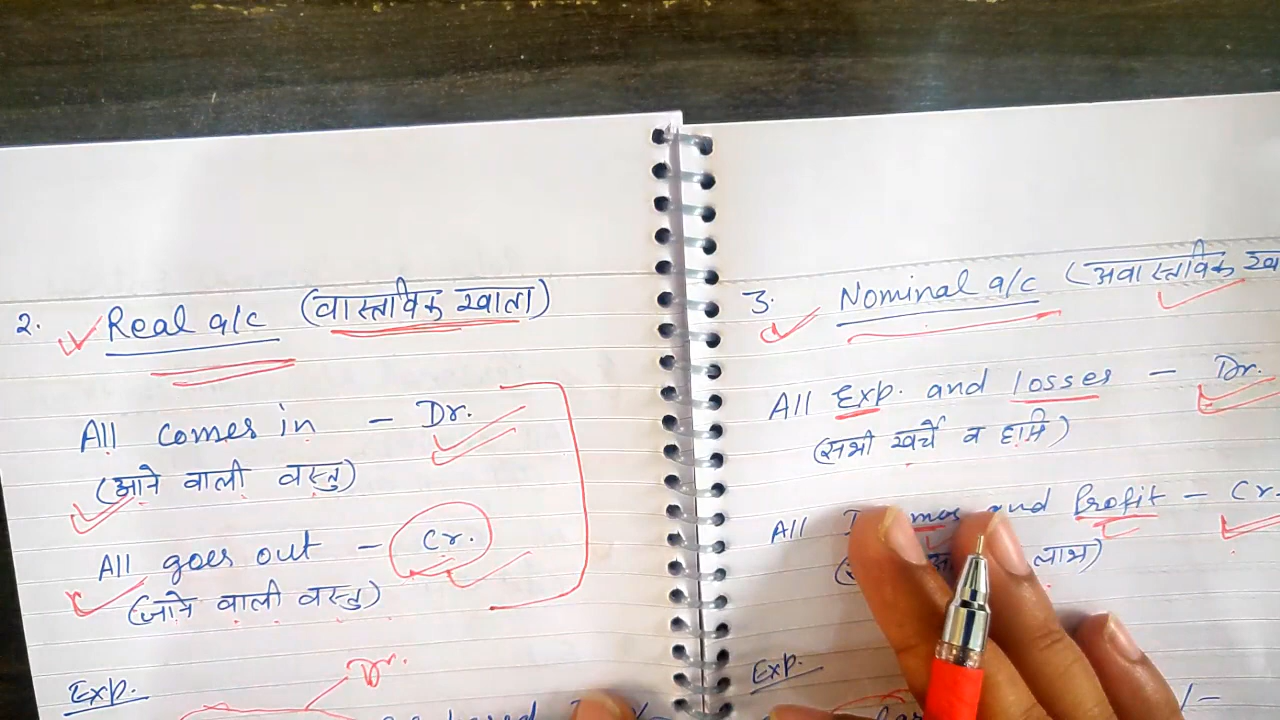 2. Real a/c (वास्तविक खाता)
All comes in - Dr.
(आने वाली वस्तु)
All goes out - Cr.
(जाने वाली वस्तु)
Exp.
Dr.
3. Nominal a/c (अवास्तविक
All Exp. and losses - Dr.
(सभी खर्चे व हानि)
All and Profit - Cr.
लाभ)
Exp.